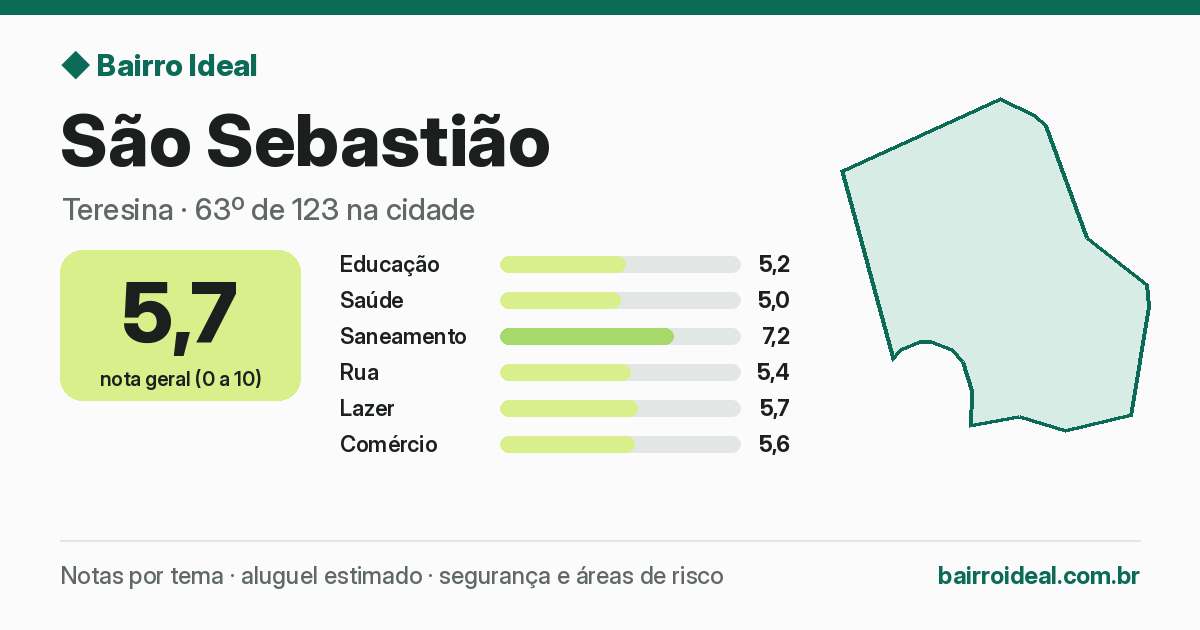 Bairro Ideal
São Sebastião
Teresina · 63º de 123 na cidade
5,7
nota geral (0 a 10)
Educação 5,2
Saúde 5,0
Saneamento 7,2
Rua 5,4
Lazer 5,7
Comércio 5,6
Notas por tema · aluguel estimado · segurança e áreas de risco
bairroideal.com.br